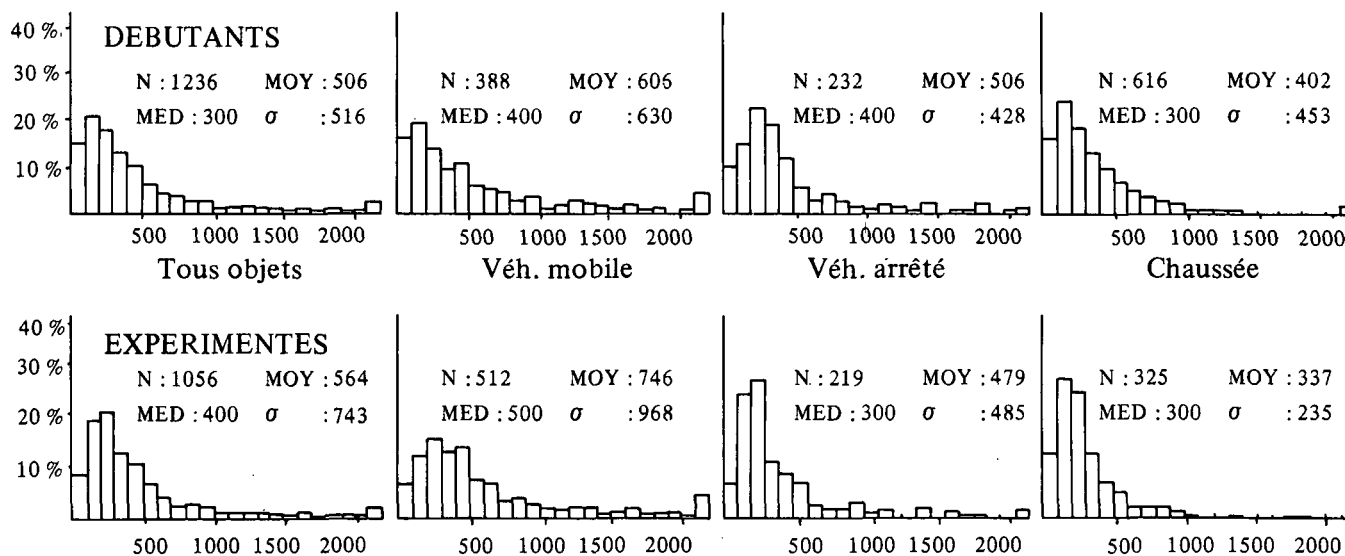 40 %
DEBUTANTS
30 %
N : 1236 MOY : 506 N : 388 MOY : 606 N : 232 MOY : 506 N : 616 MOY : 402
20 %
MED : 300 σ : 516 MED : 400 σ : 630 MED : 400 σ : 428 MED : 300 σ : 453
10 %
500 1000 1500 2000 500 1000 1500 2000 500 1000 1500 2000 500 1000 1500 2000
Tous objets Véh. mobile Véh. arrêté Chaussée
40 %
EXPERIMENTES
30 %
N : 1056 MOY : 564 N : 512 MOY : 746 N : 219 MOY : 479 N : 325 MOY : 337
20 %
MED : 400 σ : 743 MED : 500 σ : 968 MED : 300 σ : 485 MED : 300 σ : 235
10 %
500 1000 1500 2000 500 1000 1500 2000 500 1000 1500 2000 500 1000 1500 2000